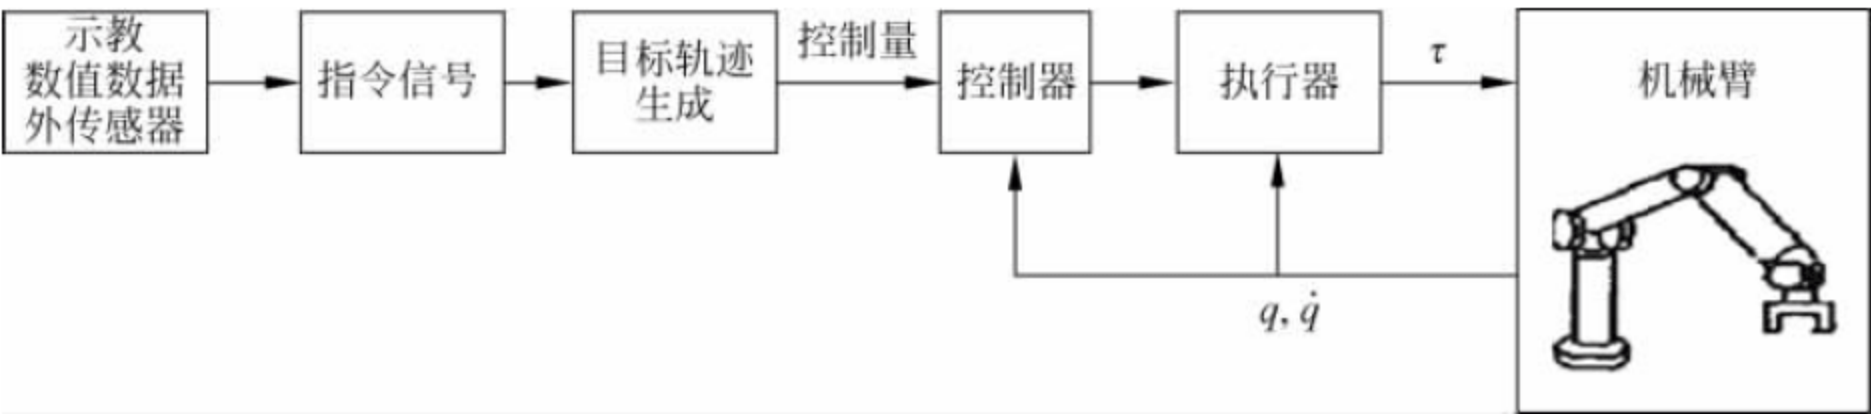 示教
数值数据
外传感器
指令信号
目标轨迹
生成
控制量
控制器
执行器
τ
机械臂
q, q̇